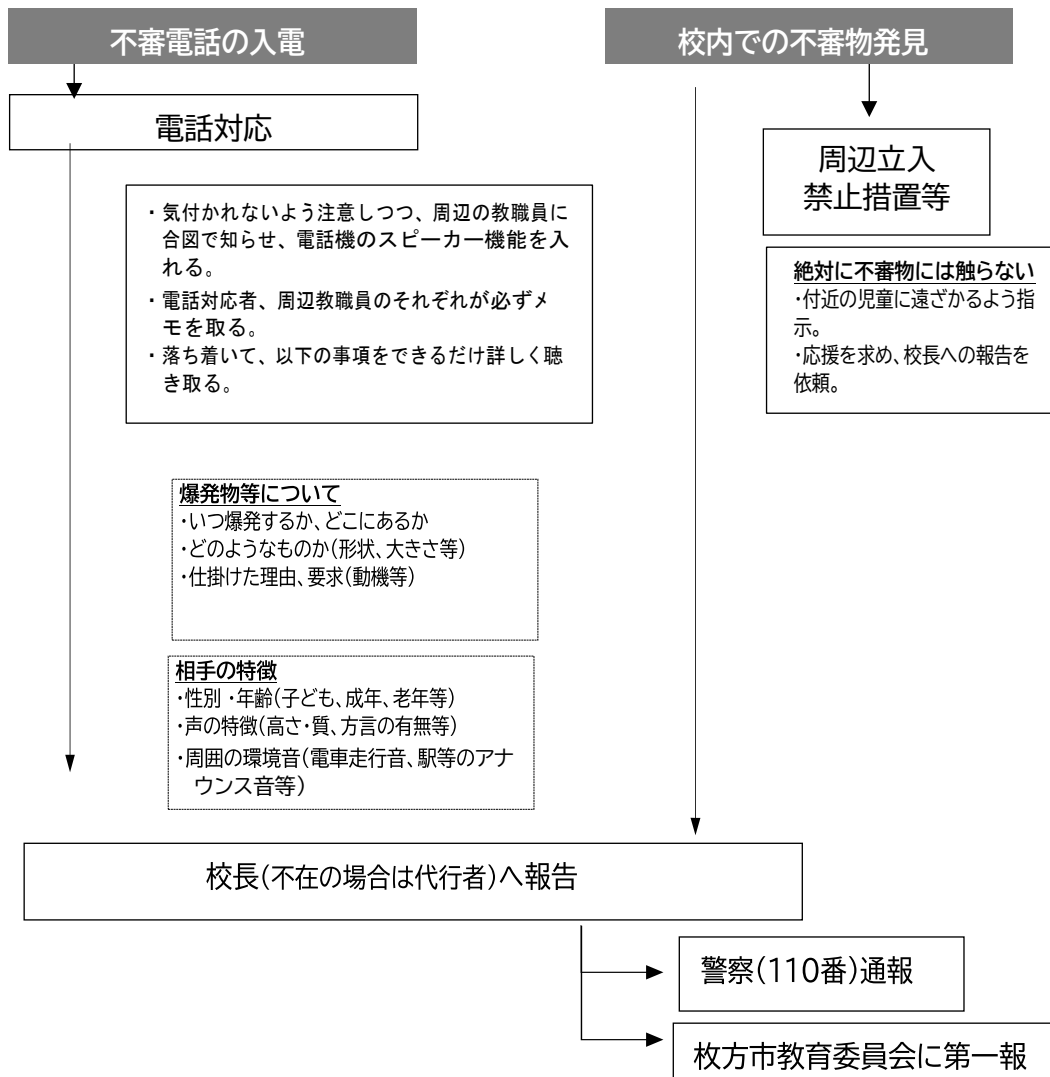 不審電話の入電
校内での不審物発見
電話対応
周辺立入
禁止措置等
・気付かれないよう注意しつつ、周辺の教職員に
合図で知らせ、電話機のスピーカー機能を入
れる。
・電話対応者、周辺教職員のそれぞれが必ずメ
モを取る。
・落ち着いて、以下の事項をできるだけ詳しく聴
き取る。
絶対に不審物には触らない
・付近の児童に遠ざかるよう指
示。
・応援を求め、校長への報告を
依頼。
爆発物等について
・いつ爆発するか、どこにあるか
・どのようなものか(形状、大きさ等)
・仕掛けた理由、要求(動機等)
相手の特徴
・性別・年齢(子ども、成年、老年等)
・声の特徴(高さ・質、方言の有無等)
・周囲の環境音(電車走行音、駅等のアナ
ウンス音等)
校長(不在の場合は代行者)へ報告
警察(110番)通報
枚方市教育委員会に第一報